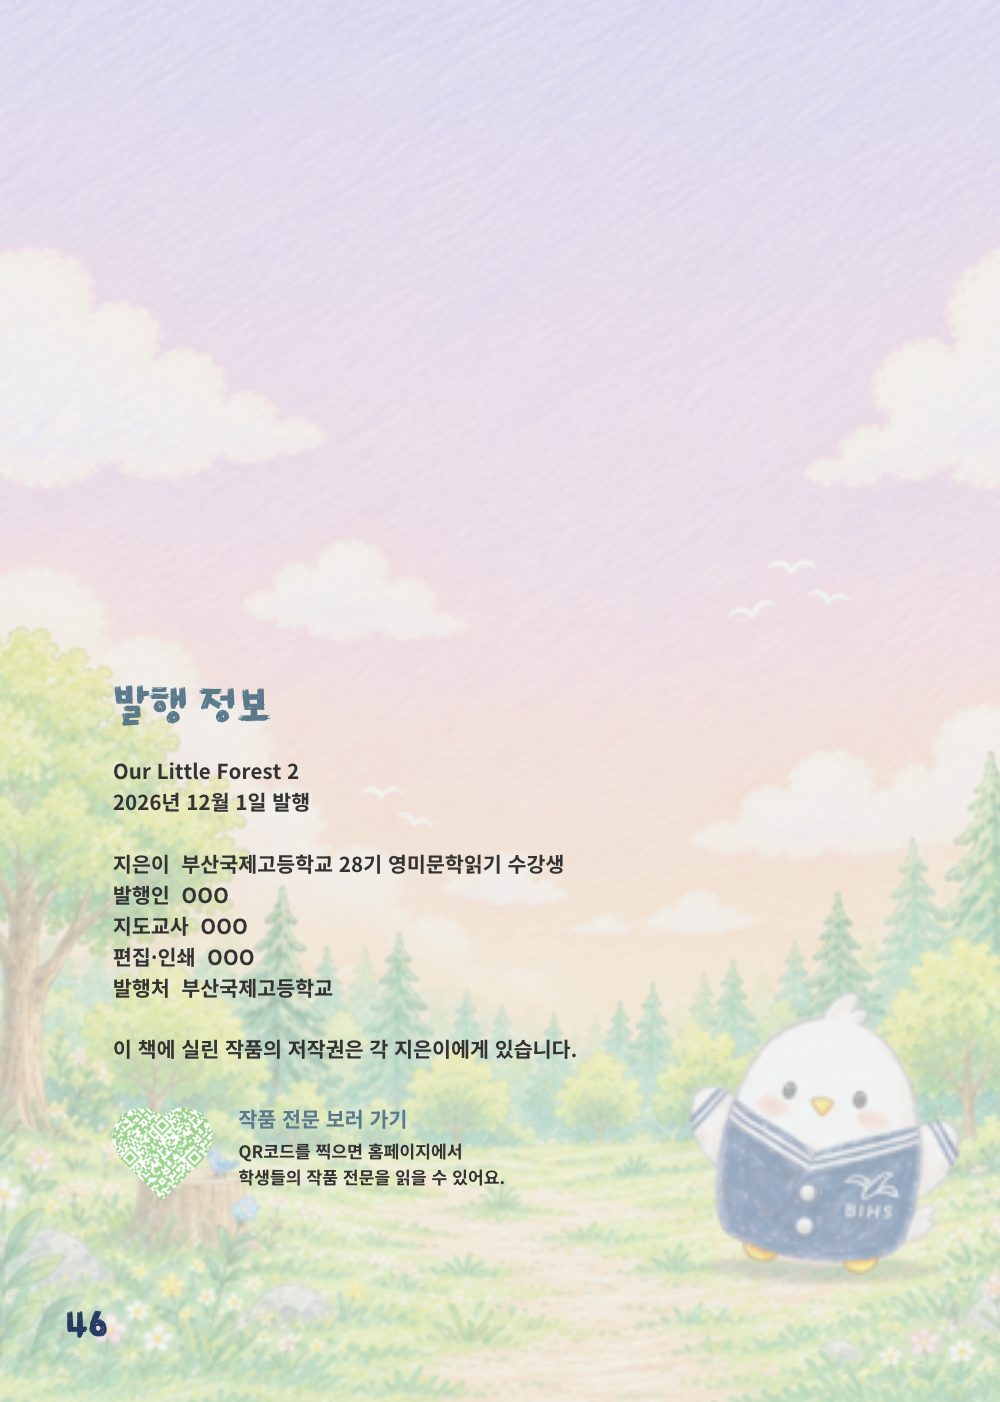 발행 정보
Our Little Forest 2
2026년 12월 1일 발행
지은이 부산국제고등학교 28기 영미문학읽기 수강생
발행인 OOO
지도교사 OOO
편집·인쇄 OOO
발행처 부산국제고등학교
이 책에 실린 작품의 저작권은 각 지은이에게 있습니다.
작품 전문 보러 가기
QR코드를 찍으면 홈페이지에서
학생들의 작품 전문을 읽을 수 있어요.
BIHS
46